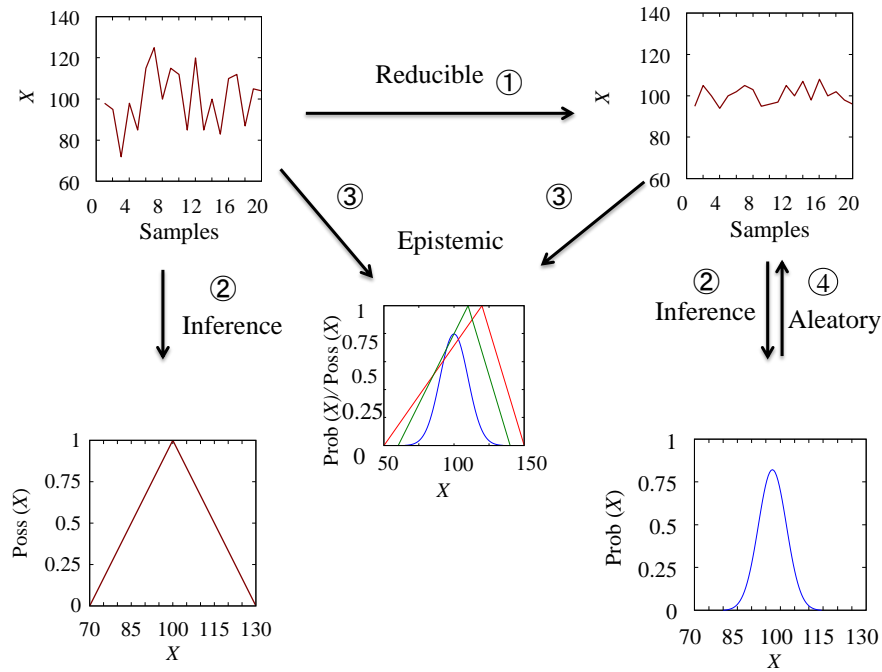 140
120
100
80
60
X
0 4 8 12 16 20
Samples
Reducible ①
140
120
100
80
60
X
0 4 8 12 16 20
Samples
③
③
Epistemic
②
Inference
②
Inference
④
Aleatory
1
0.75
0.5
0.25
0
Prob (X)/Poss (X)
50 100 150
X
1
0.75
0.5
0.25
0
Poss (X)
70 85 100 115 130
X
1
0.75
0.5
0.25
0
Prob (X)
70 85 100 115 130
X